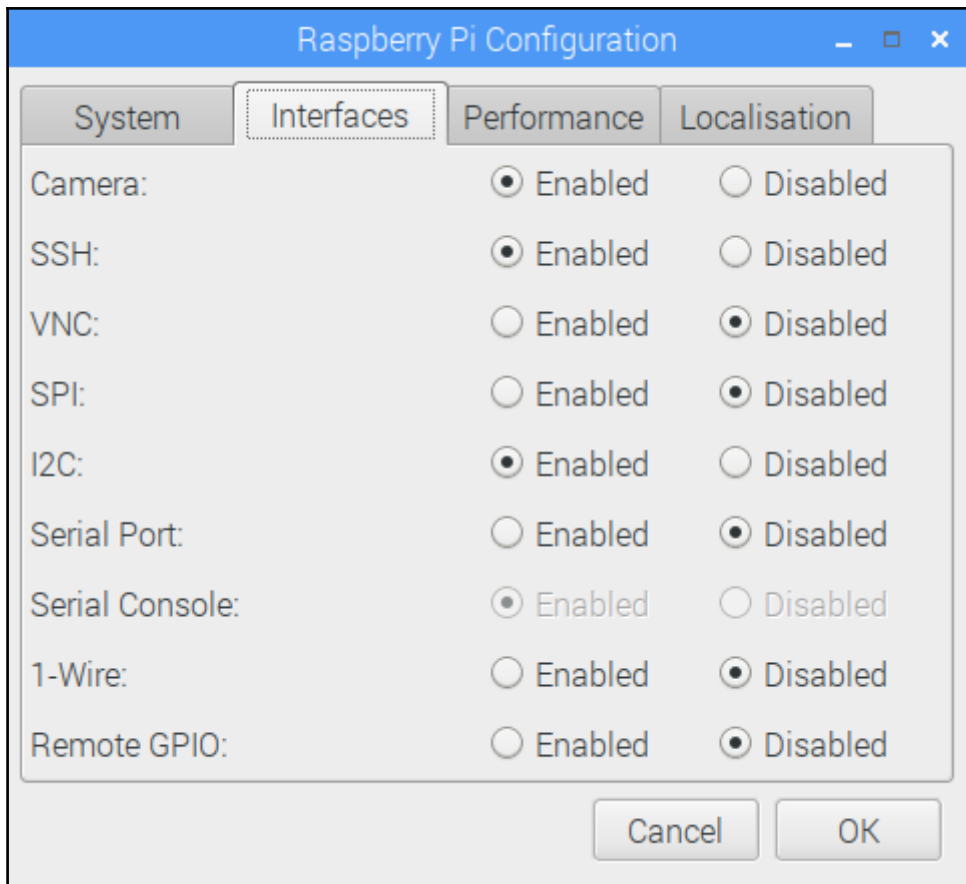 Raspberry Pi Configuration
System Interfaces Performance Localisation
Camera: Enabled Disabled
SSH: Enabled Disabled
VNC: Enabled Disabled
SPI: Enabled Disabled
I2C: Enabled Disabled
Serial Port: Enabled Disabled
Serial Console: Enabled Disabled
1-Wire: Enabled Disabled
Remote GPIO: Enabled Disabled
Cancel OK